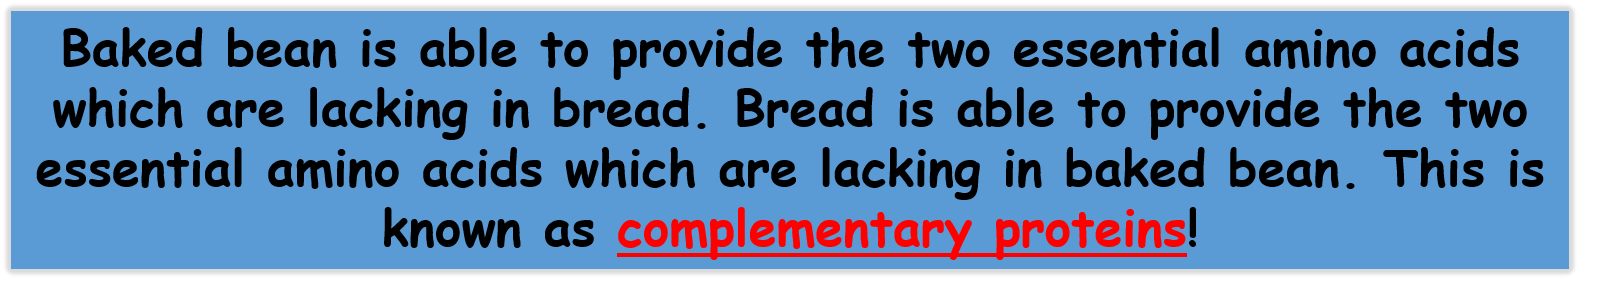 Baked bean is able to provide the two essential amino acids
which are lacking in bread. Bread is able to provide the two
essential amino acids which are lacking in baked bean. This is
known as complementary proteins!